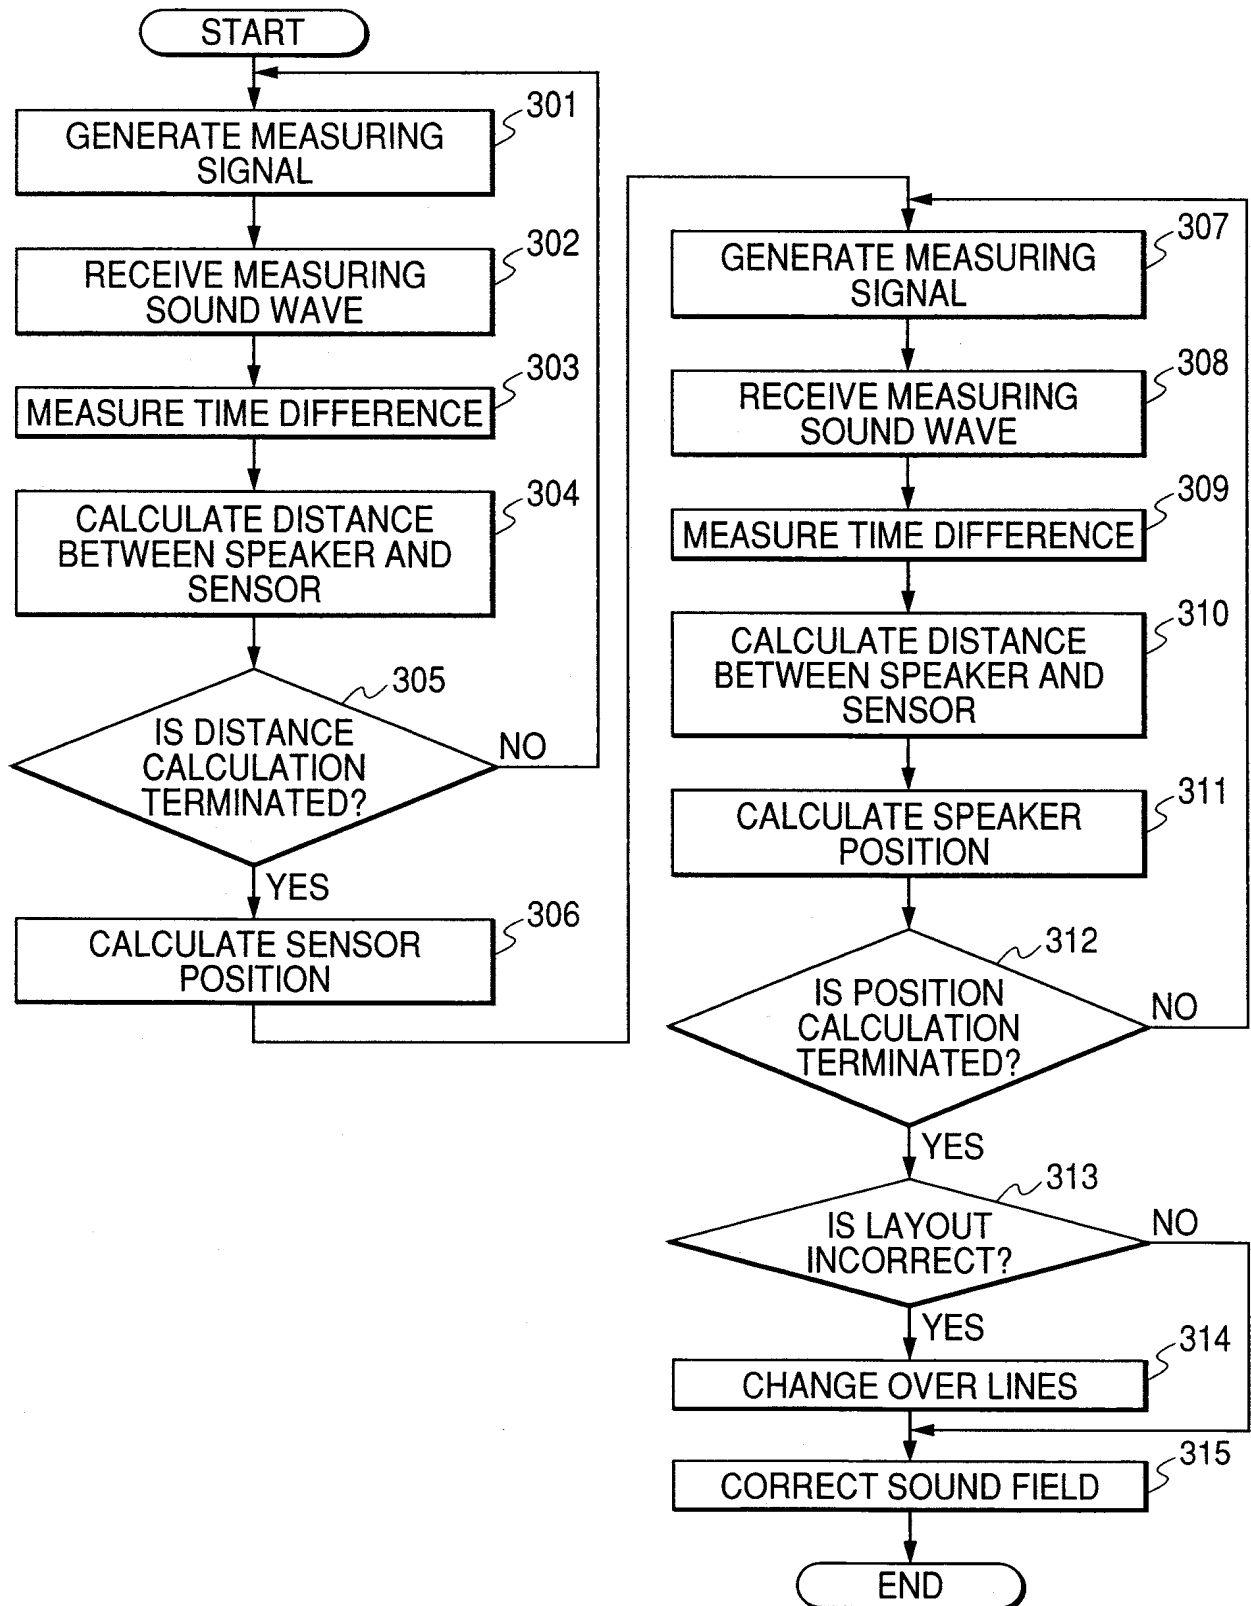 START
301
GENERATE MEASURING
SIGNAL
302
RECEIVE MEASURING
SOUND WAVE
303
MEASURE TIME DIFFERENCE
304
CALCULATE DISTANCE
BETWEEN SPEAKER AND
SENSOR
305
IS DISTANCE
CALCULATION
TERMINATED?
NO
YES
306
CALCULATE SENSOR
POSITION
307
GENERATE MEASURING
SIGNAL
308
RECEIVE MEASURING
SOUND WAVE
309
MEASURE TIME DIFFERENCE
310
CALCULATE DISTANCE
BETWEEN SPEAKER AND
SENSOR
311
CALCULATE SPEAKER
POSITION
312
IS POSITION
CALCULATION
TERMINATED?
NO
YES
313
IS LAYOUT
INCORRECT?
NO
YES
314
CHANGE OVER LINES
315
CORRECT SOUND FIELD
END